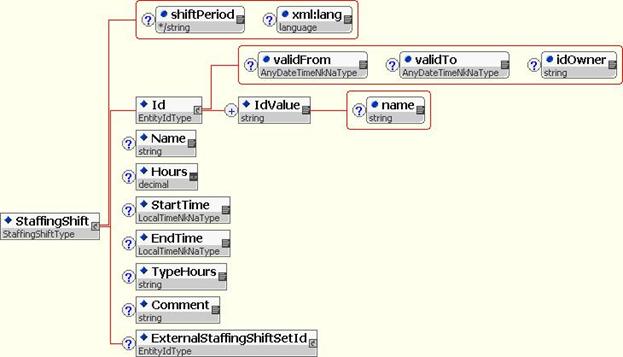 shiftPeriod xml:lang
*/string language
validFrom validTo idOwner
AnyDateTimeNkNaType AnyDateTimeNkNaType string
Id IdValue name
EntityIdType string string
Name
string
Hours
decimal
StaffingShift
StaffingShiftType
StartTime
LocalTimeNkNaType
EndTime
LocalTimeNkNaType
TypeHours
string
Comment
string
ExternalStaffingShiftSetId
EntityIdType